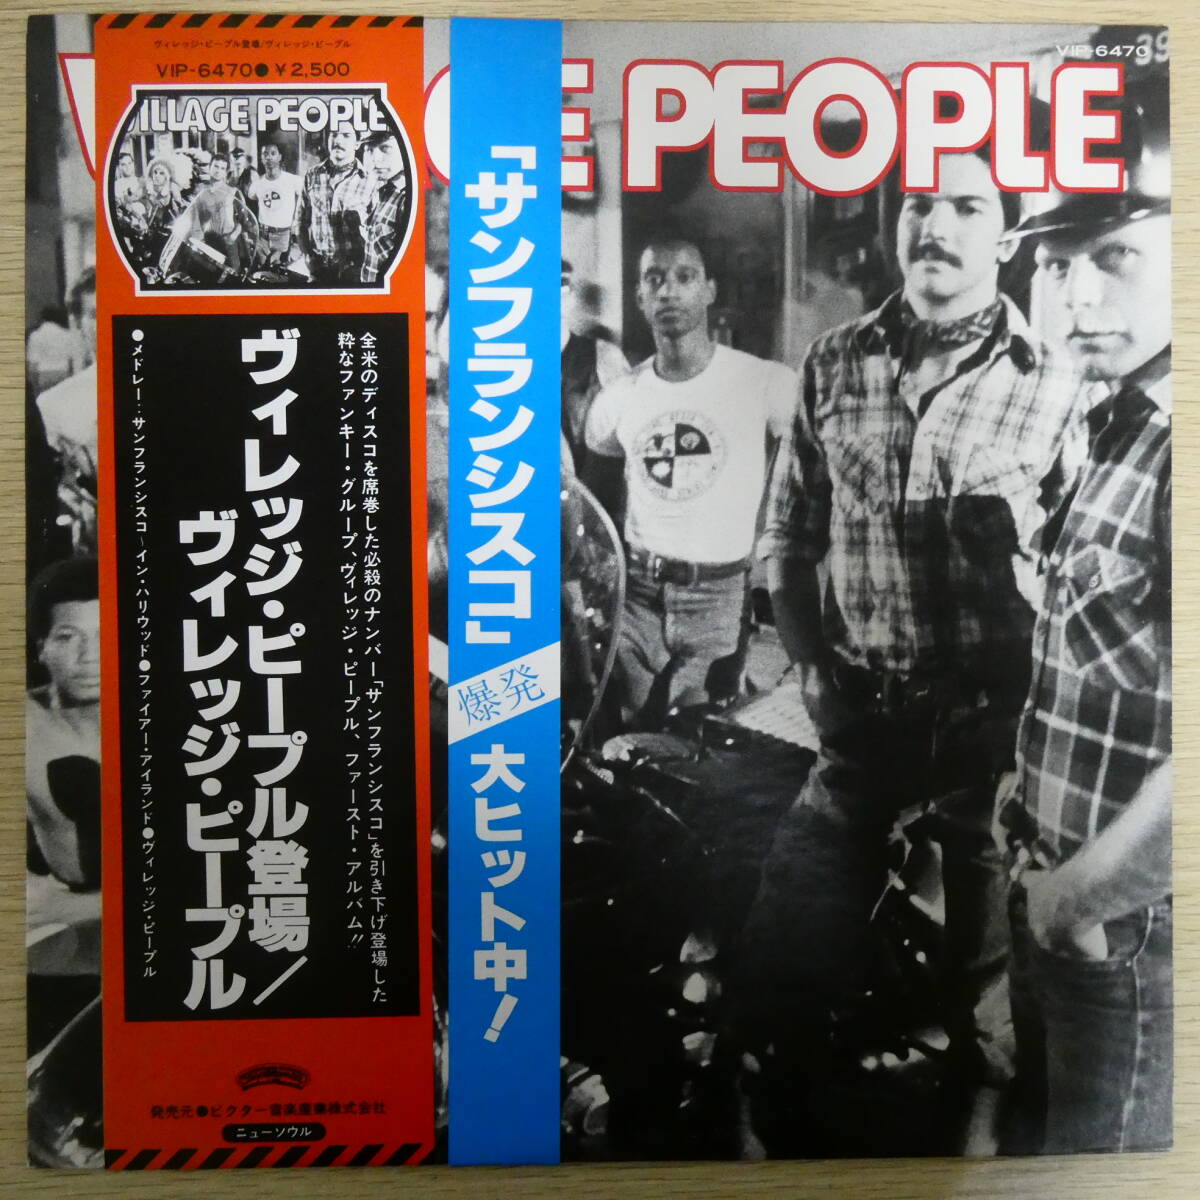 VILLAGE PEOPLE
VIP-6470
39
ヴィレッジ・ピープル登場/ヴィレッジ・ピープル
VIP-6470●¥2,500
VILLAGE PEOPLE
全米のディスコを席巻した必殺のナンバー「サンフランシスコ」を引き下げ登場した
粋なファンキー・グループ、ヴィレッジ・ピープル、ファースト・アルバム!!
ヴィレッジ・ピープル登場/
ヴィレッジ・ピープル
●メドレー:サンフランシスコ~イン・ハリウッド●ファイアー・アイランド●ヴィレッジ・ピープル
発売元●ビクター音楽産業株式会社
ニューソウル
「サンフランシスコ」
爆発
大ヒット中!